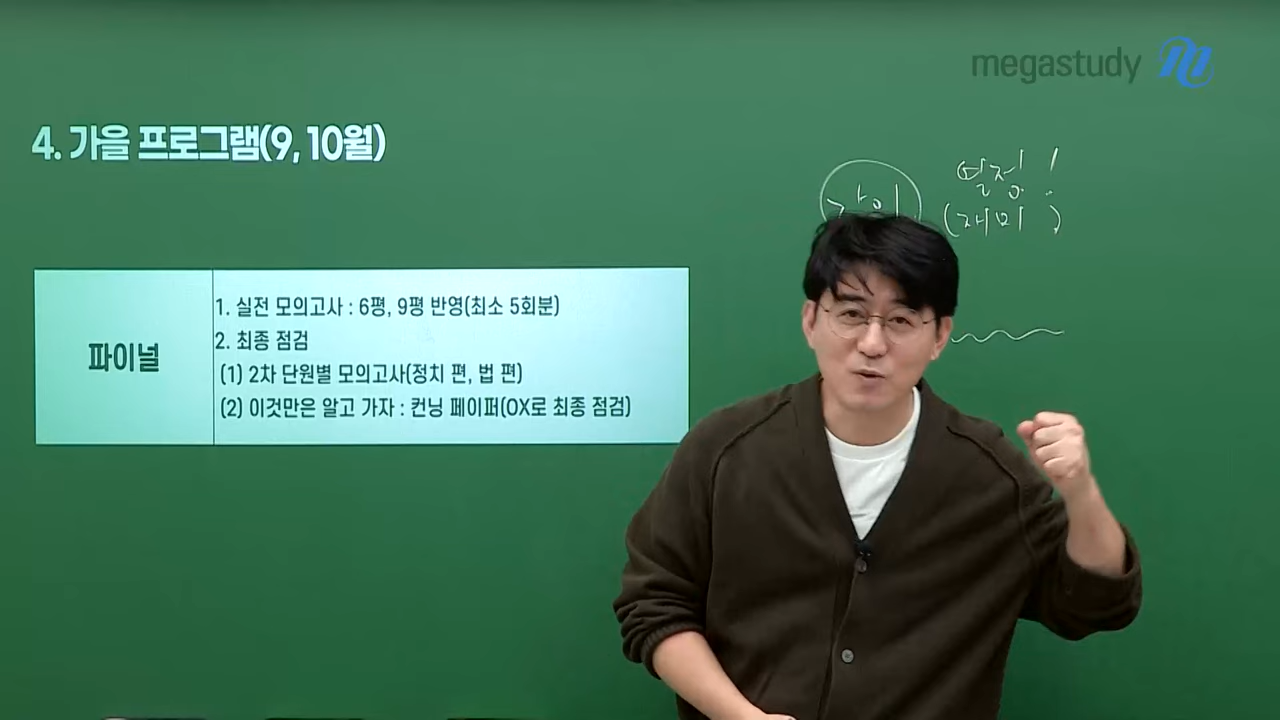 megastudy
4. 가을 프로그램(9, 10월)
열정!
(재미 )
파이널
1. 실전 모의고사 : 6평, 9평 반영(최소 5회분)
2. 최종 점검
(1) 2차 단원별 모의고사(정치 편, 법 편)
(2) 이것만은 알고 가자 : 컨닝 페이퍼(OX로 최종 점검)